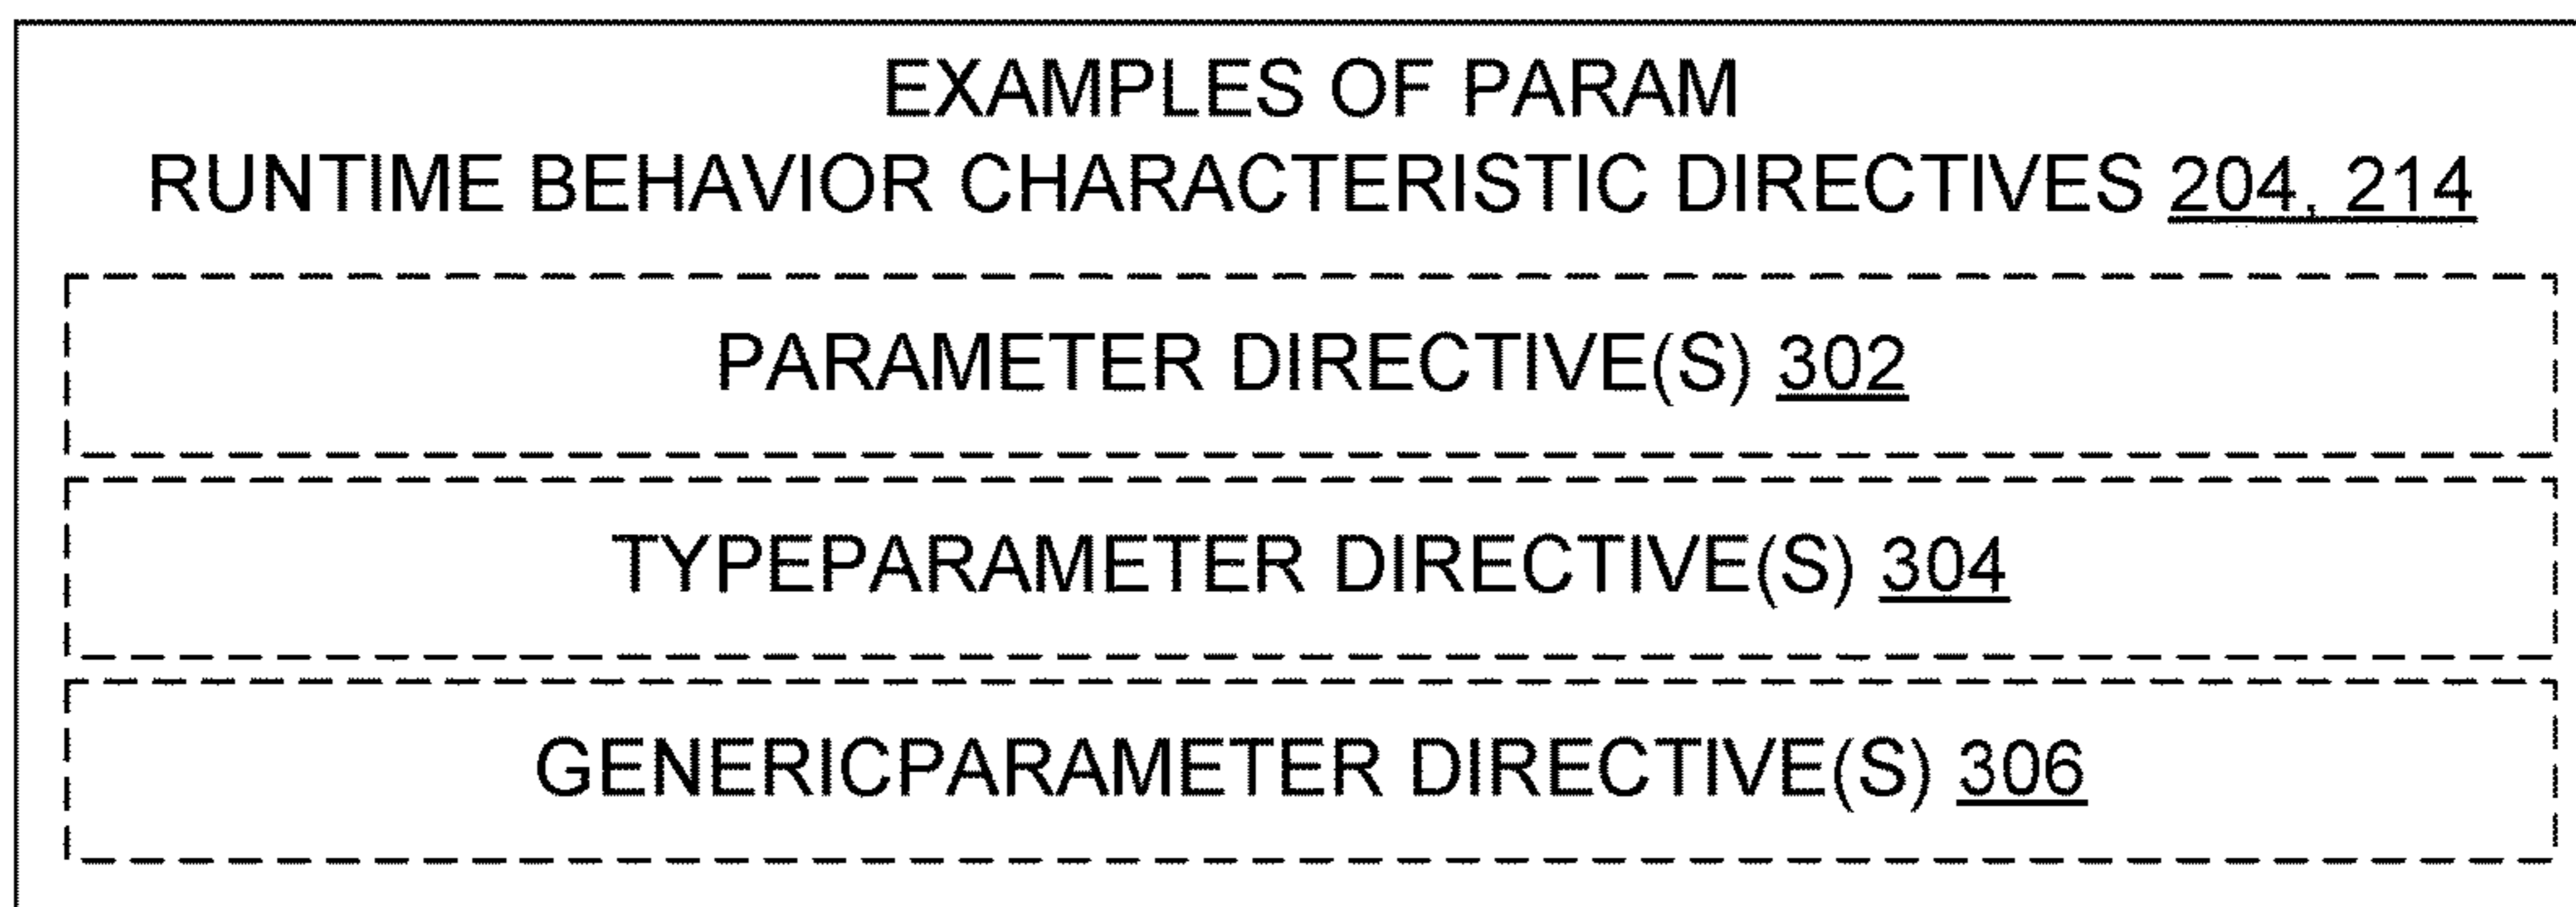 EXAMPLES OF PARAM
RUNTIME BEHAVIOR CHARACTERISTIC DIRECTIVES 204, 214
PARAMETER DIRECTIVE(S) 302
TYPEPARAMETER DIRECTIVE(S) 304
GENERICPARAMETER DIRECTIVE(S) 306